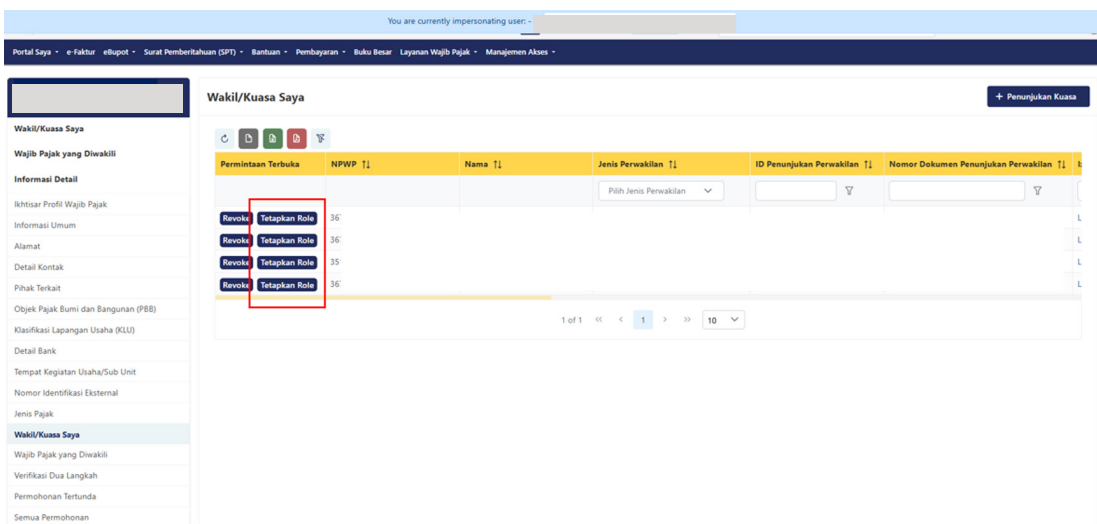 You are currently impersonating user: -
Portal Saya e-Faktur eBupot Surat Pemberitahuan (SPT) Bantuan Pembayaran Buku Besar Layanan Wajib Pajak Manajemen Akses
Wakil/Kuasa Saya
Wajib Pajak yang Diwakili
Informasi Detail
Ikhtisar Profil Wajib Pajak
Informasi Umum
Alamat
Detail Kontak
Pihak Terkait
Objek Pajak Bumi dan Bangunan (PBB)
Klasifikasi Lapangan Usaha (KLU)
Detail Bank
Tempat Kegiatan Usaha/Sub Unit
Nomor Identifikasi Eksternal
Jenis Pajak
Wakil/Kuasa Saya
Wajib Pajak yang Diwakili
Verifikasi Dua Langkah
Permohonan Tertunda
Semua Permohonan
Wakil/Kuasa Saya
+ Penunjukan Kuasa
Permintaan Terbuka NPWP Nama Jenis Perwakilan ID Penunjukan Perwakilan Nomor Dokumen Penunjukan Perwakilan
Pilih Jenis Perwakilan
Revoke Tetapkan Role 36
Revoke Tetapkan Role 36
Revoke Tetapkan Role 35
Revoke Tetapkan Role 36
1 of 1 << < 1 > >> 10